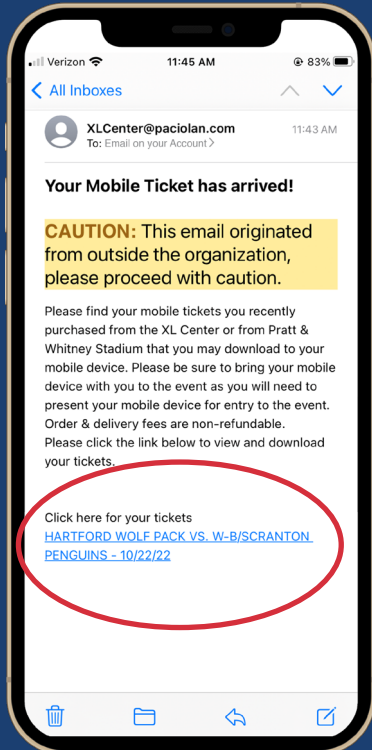 Verizon 11:45 AM 83%
All Inboxes
XLCenter@paciolan.com 11:43 AM
To: Email on your Account
Your Mobile Ticket has arrived!
CAUTION: This email originated
from outside the organization,
please proceed with caution.
Please find your mobile tickets you recently
purchased from the XL Center or from Pratt &
Whitney Stadium that you may download to your
mobile device. Please be sure to bring your mobile
device with you to the event as you will need to
present your mobile device for entry to the event.
Order & delivery fees are non-refundable.
Please click the link below to view and download
your tickets.
Click here for your tickets
HARTFORD WOLF PACK VS. W-B/SCRANTON
PENGUINS - 10/22/22